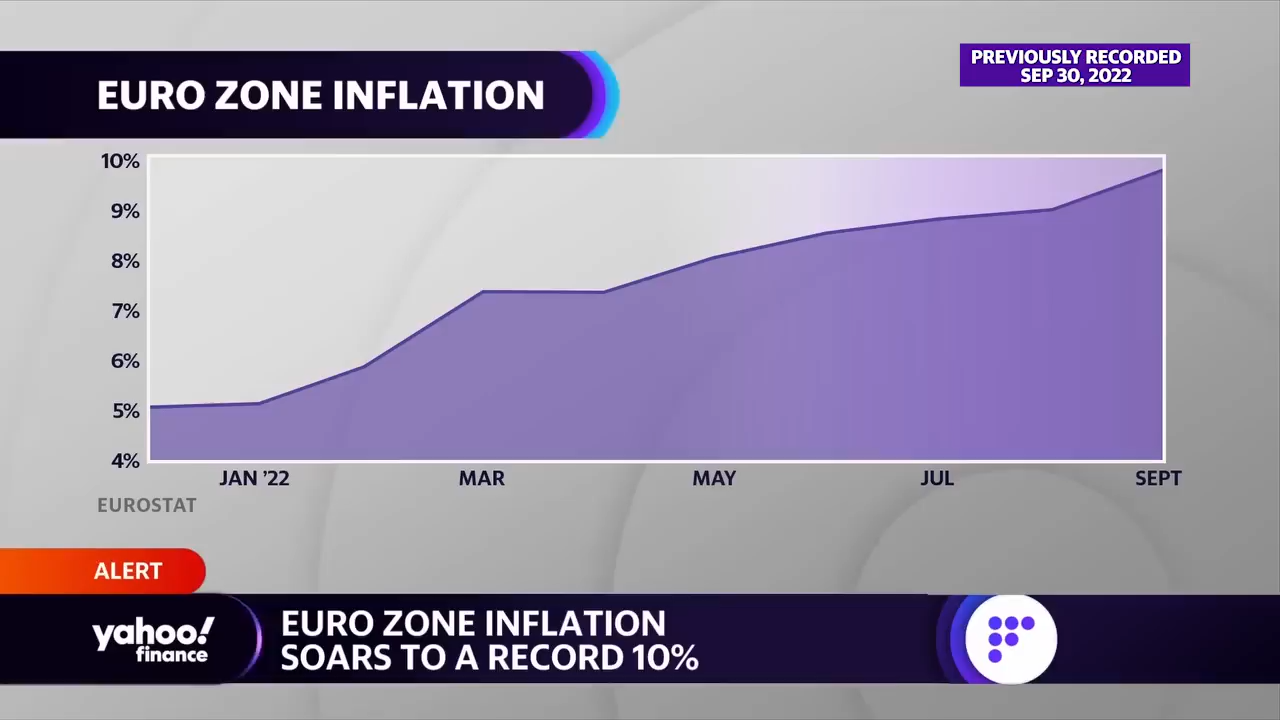 PREVIOUSLY RECORDED
SEP 30, 2022
EURO ZONE INFLATION
10%
9%
8%
7%
6%
5%
4%
JAN ’22 MAR MAY JUL SEPT
EUROSTAT
ALERT
yahoo!
finance
EURO ZONE INFLATION
SOARS TO A RECORD 10%